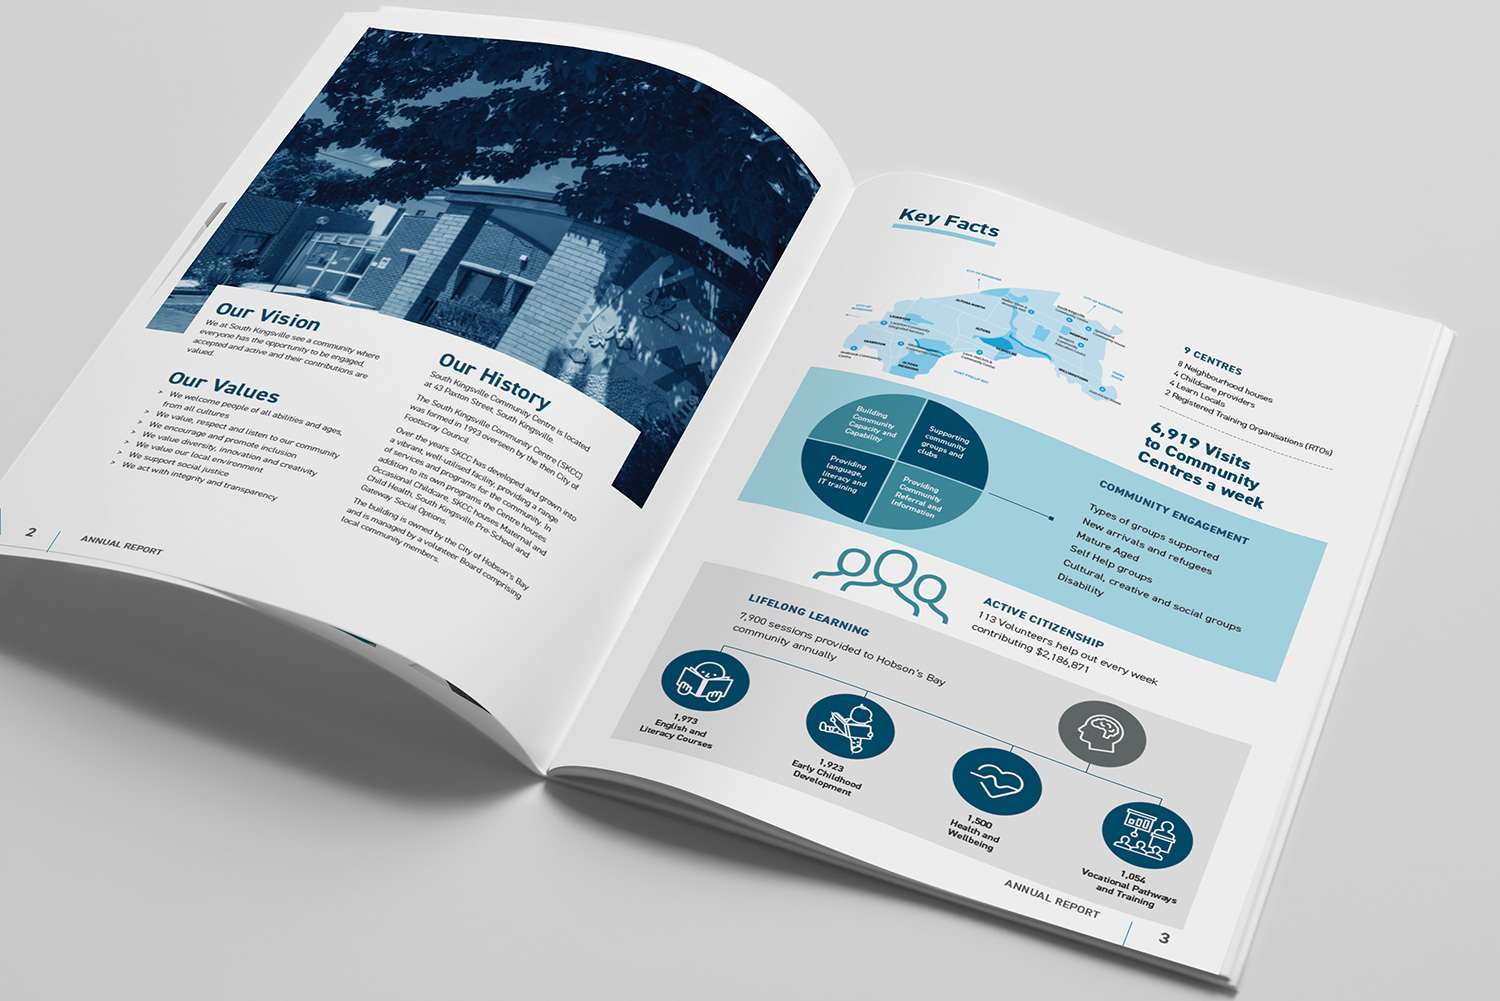 Our Vision
We at South Kingsville see a community where
everyone has the opportunity to be engaged,
accepted and active and their contributions are
valued.
Our Values
> We welcome people of all abilities and ages,
from all cultures
> We value, respect and listen to our community
> We encourage and promote inclusion
> We value diversity, innovation and creativity
> We value our local environment
> We support social justice
> We act with integrity and transparency
Our History
South Kingsville Community Centre is located
at 43 Paxton Street, South Kingsville.
The South Kingsville Community Centre (SKCC)
was formed in 1993 overseen by the then City of
Footscray Council.
Over the years SKCC has developed and grown into
a vibrant, well-utilised facility, providing a range
of services and programs for the community. In
addition to its own programs the Centre houses
Occasional Childcare. SKCC houses Maternal and
Child Health, South Kingsville Pre-School and
Gateway Social Options.
The building is owned by the City of Hobson's Bay
and is managed by a volunteer Board comprising
local community members.
2
ANNUAL REPORT
Key Facts
ALTONA NORTH
LAVERTON
ALTONA
SEABROOK
ALTONA
MEADOWS
WILLIAMSTOWN
9 CENTRES
8 Neighbourhood houses
4 Childcare providers
4 Learn Locals
2 Registered Training Organisations (RTOs)
6,919 Visits
to Community
Centres a week
Building
Community
Capacity and
Capability
Supporting
community
groups and
clubs
Providing
language,
literacy and
IT training
Providing
Community
Referral and
Information
COMMUNITY ENGAGEMENT
Types of groups supported
New arrivals and refugees
Mature Aged
Self Help groups
Cultural, creative and social groups
Disability
ACTIVE CITIZENSHIP
113 Volunteers help out every week
contributing $2,186,871
LIFELONG LEARNING
7,900 sessions provided to Hobson's Bay
community annually
1,973
English and
Literacy Courses
1,923
Early Childhood
Development
1,500
Health and
Wellbeing
1,054
Vocational Pathways
and Training
ANNUAL REPORT
3